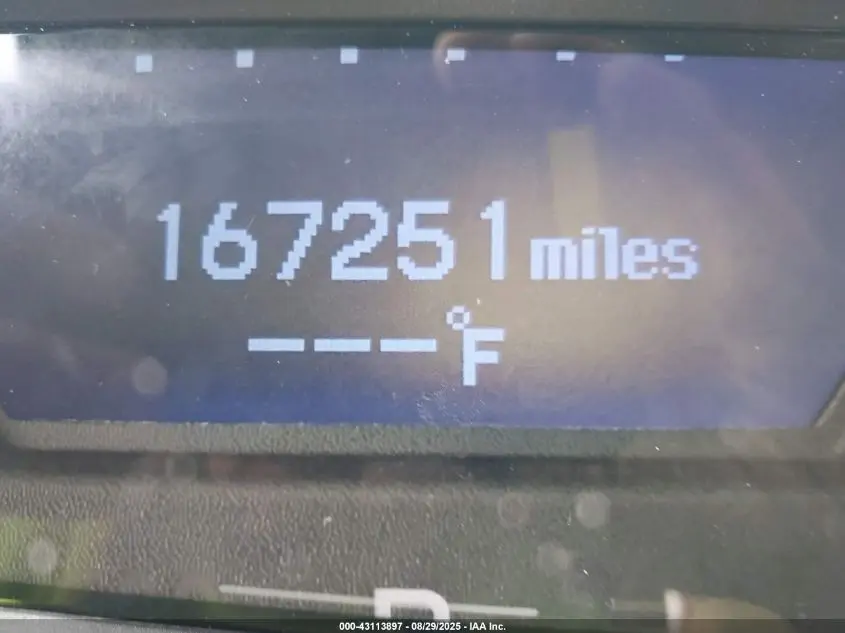 167251 miles
---°F
000-43113897 - 08/29/2025 - IAA Inc.